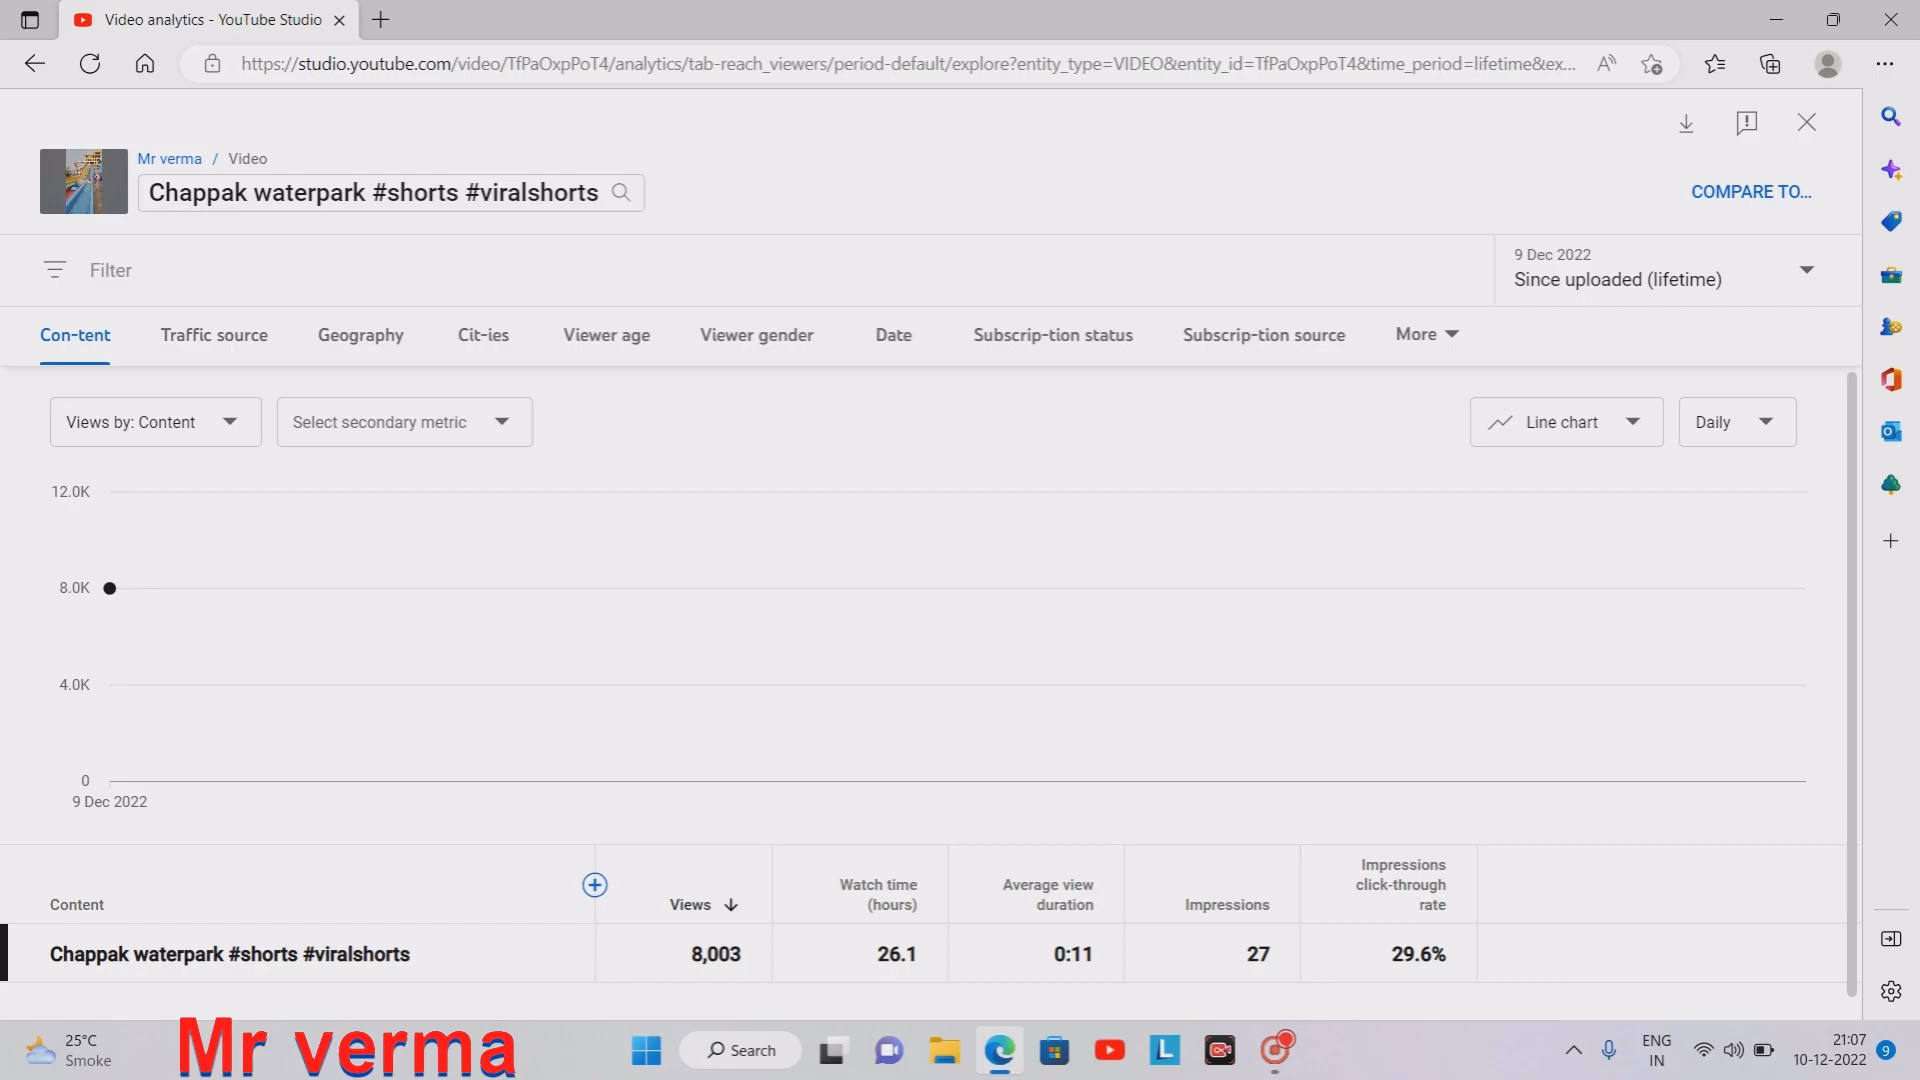 Video analytics - YouTube Studio
https://studio.youtube.com/video/TfPaOxpPoT4/analytics/tab-reach_viewers/period-default/explore?entity_type=VIDEO&entity_id=TfPaOxpPoT4&time_period=lifetime&ex...
Mr verma / Video
Chappak waterpark #shorts #viralshorts
COMPARE TO...
Filter
9 Dec 2022
Since uploaded (lifetime)
Con-tent Traffic source Geography Cit-ies Viewer age Viewer gender Date Subscrip-tion status Subscrip-tion source More
Views by: Content Select secondary metric Line chart Daily
12.0K
8.0K
4.0K
0
9 Dec 2022
Content Views Watch time (hours) Average view duration Impressions Impressions click-through rate
Chappak waterpark #shorts #viralshorts 8,003 26.1 0:11 27 29.6%
25°C
Smoke
Mr verma
Search
ENG
IN
21:07
10-12-2022
9